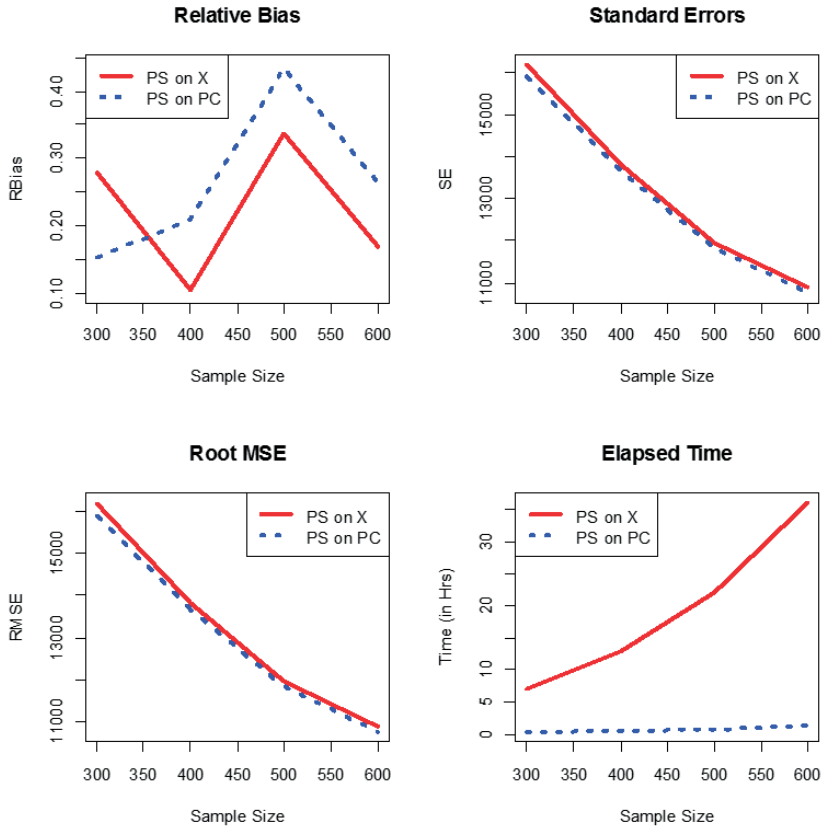 Relative Bias
PS on X
PS on PC
RBias
0.10
0.20
0.30
0.40
300 350 400 450 500 550 600
Sample Size
Standard Errors
PS on X
PS on PC
SE
11000
13000
15000
300 350 400 450 500 550 600
Sample Size
Root MSE
PS on X
PS on PC
RMSE
11000
13000
15000
300 350 400 450 500 550 600
Sample Size
Elapsed Time
PS on X
PS on PC
Time (in Hrs)
0
5
10
20
30
300 350 400 450 500 550 600
Sample Size